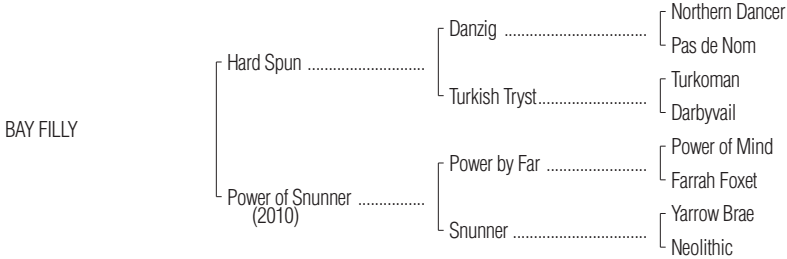 Northern Dancer
Danzig ..................................
Pas de Nom
Hard Spun ............................
Turkoman
Turkish Tryst..........................
Darbyvail
BAY FILLY
Power of Mind
Power by Far ........................
Farrah Foxet
Power of Snunner ................
(2010)
Yarrow Brae
Snunner ................................
Neolithic